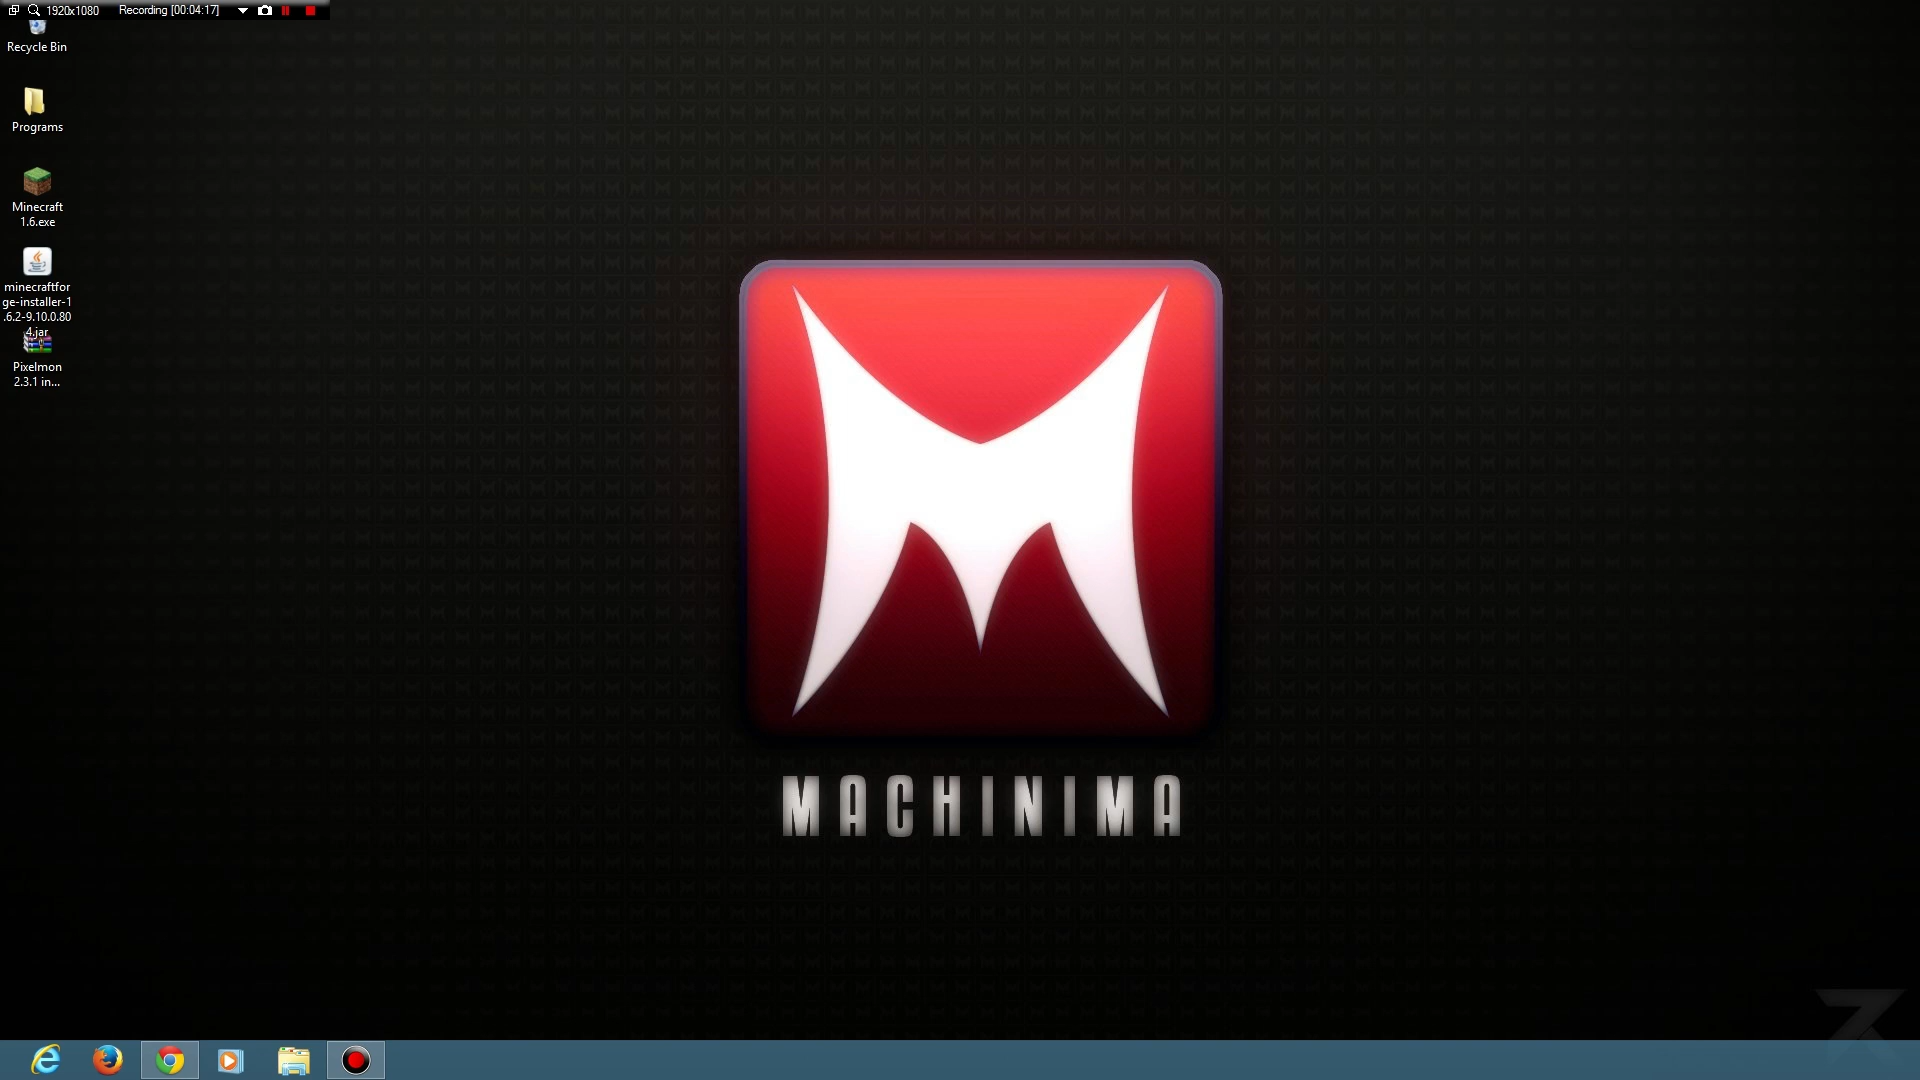 1920x1080 Recording [00:04:17]
Recycle Bin
Programs
Minecraft
1.6.exe
minecraftfor
ge-installer-1
.6.2-9.10.0.80
4.jar
Pixelmon
2.3.1 in...
MACHINIMA